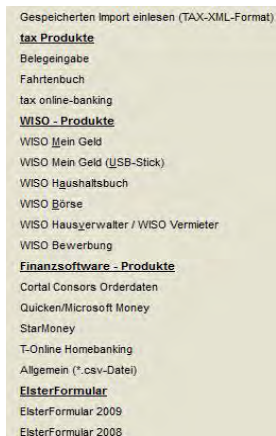 Gespeicherten Import einlesen (TAX-XML-Format)
tax Produkte
Belegeingabe
Fahrtenbuch
tax online-banking
WISO - Produkte
WISO Mein Geld
WISO Mein Geld (USB-Stick)
WISO Haushaltsbuch
WISO Börse
WISO Hausverwalter / WISO Vermieter
WISO Bewerbung
Finanzsoftware - Produkte
Cortal Consors Orderdaten
Quicken/Microsoft Money
StarMoney
T-Online Homebanking
Allgemein (*.csv-Datei)
ElsterFormular
ElsterFormular 2009
ElsterFormular 2008